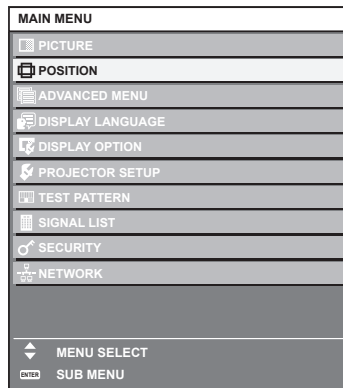 MAIN MENU
PICTURE
POSITION
ADVANCED MENU
DISPLAY LANGUAGE
DISPLAY OPTION
PROJECTOR SETUP
TEST PATTERN
SIGNAL LIST
SECURITY
NETWORK
MENU SELECT
ENTER SUB MENU